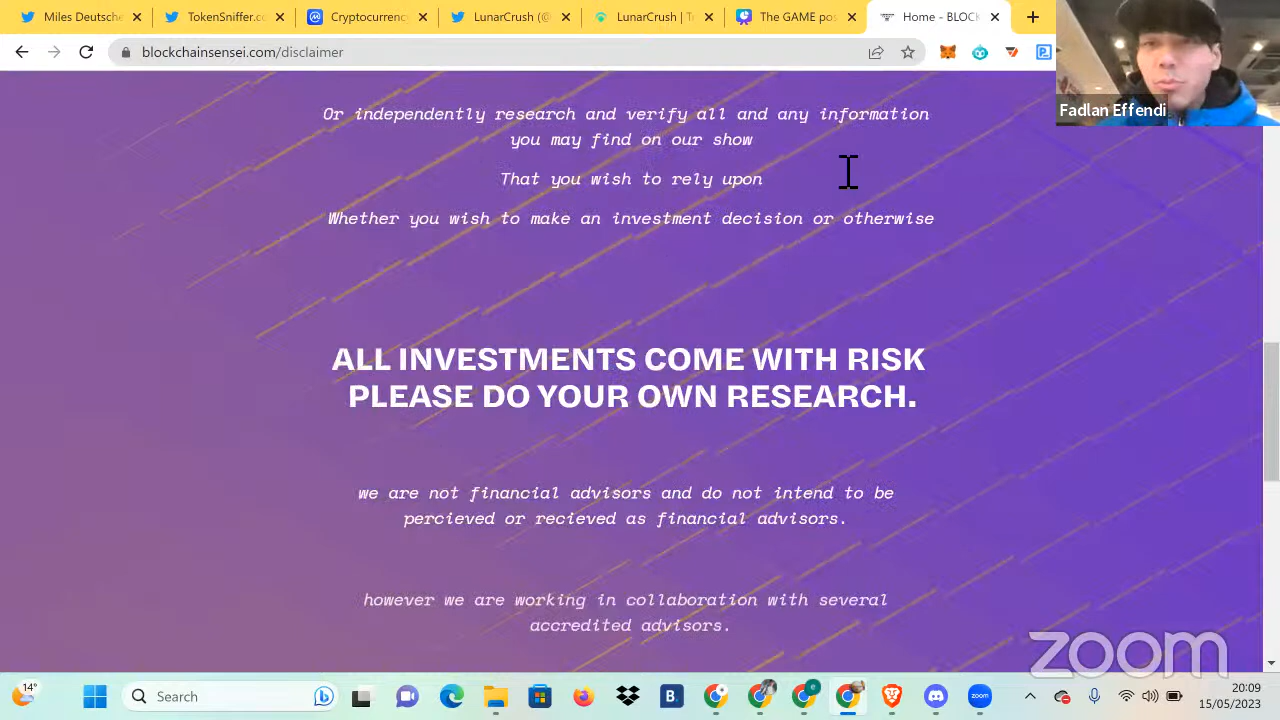 Miles Deutsche
TokenSniffer.co
Cryptocurrenc
LunarCrush (@
LunarCrush | T
The GAME pos
Home - BLOCK
blockchainsensei.com/disclaimer
Fadlan Effendi
Or independently research and verify all and any information
you may find on our show
That you wish to rely upon
Whether you wish to make an investment decision or otherwise
ALL INVESTMENTS COME WITH RISK
PLEASE DO YOUR OWN RESEARCH.
we are not financial advisors and do not intend to be
percieved or recieved as financial advisors.
however we are working in collaboration with several
accredited advisors.
zoom
14°
Search
B.
zoom
20:09
15/05/2023